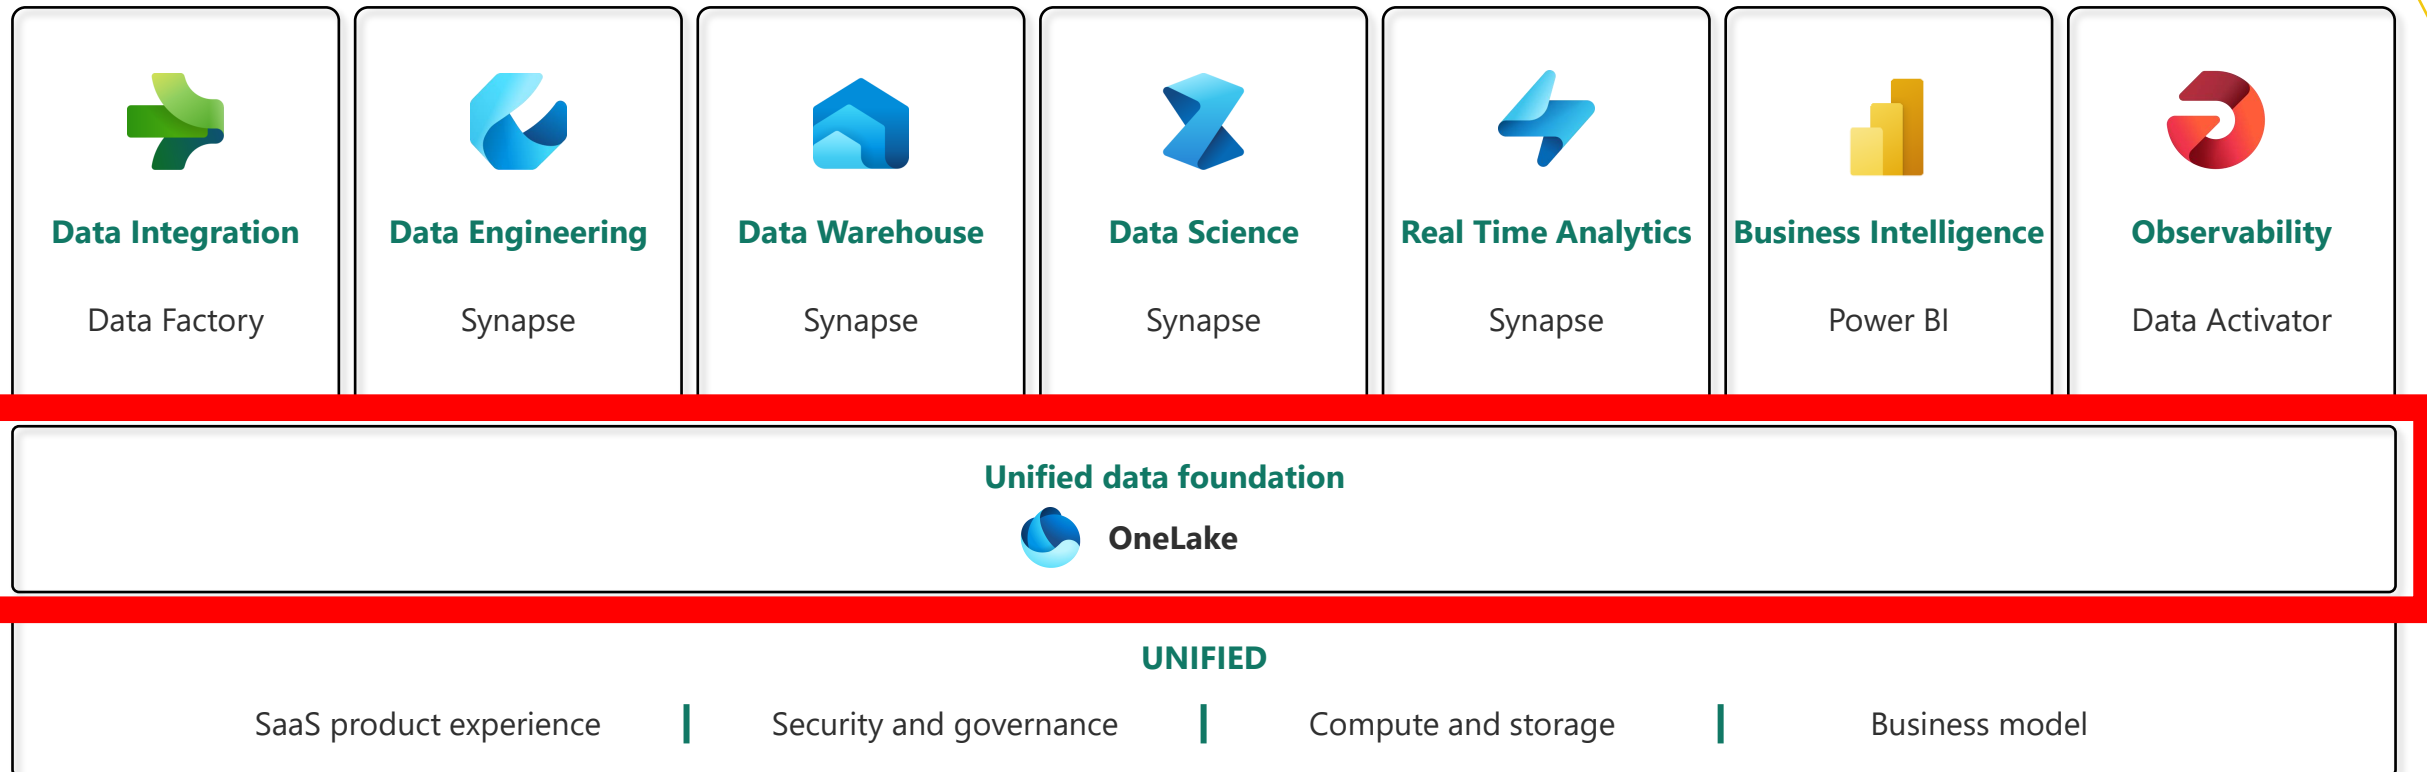 Data Integration
Data Engineering
Data Warehouse
Data Science
Real Time Analytics
Business Intelligence
Observability
Data Factory
Synapse
Synapse
Synapse
Synapse
Power BI
Data Activator
Unified data foundation
OneLake
UNIFIED
SaaS product experience
Security and governance
Compute and storage
Business model